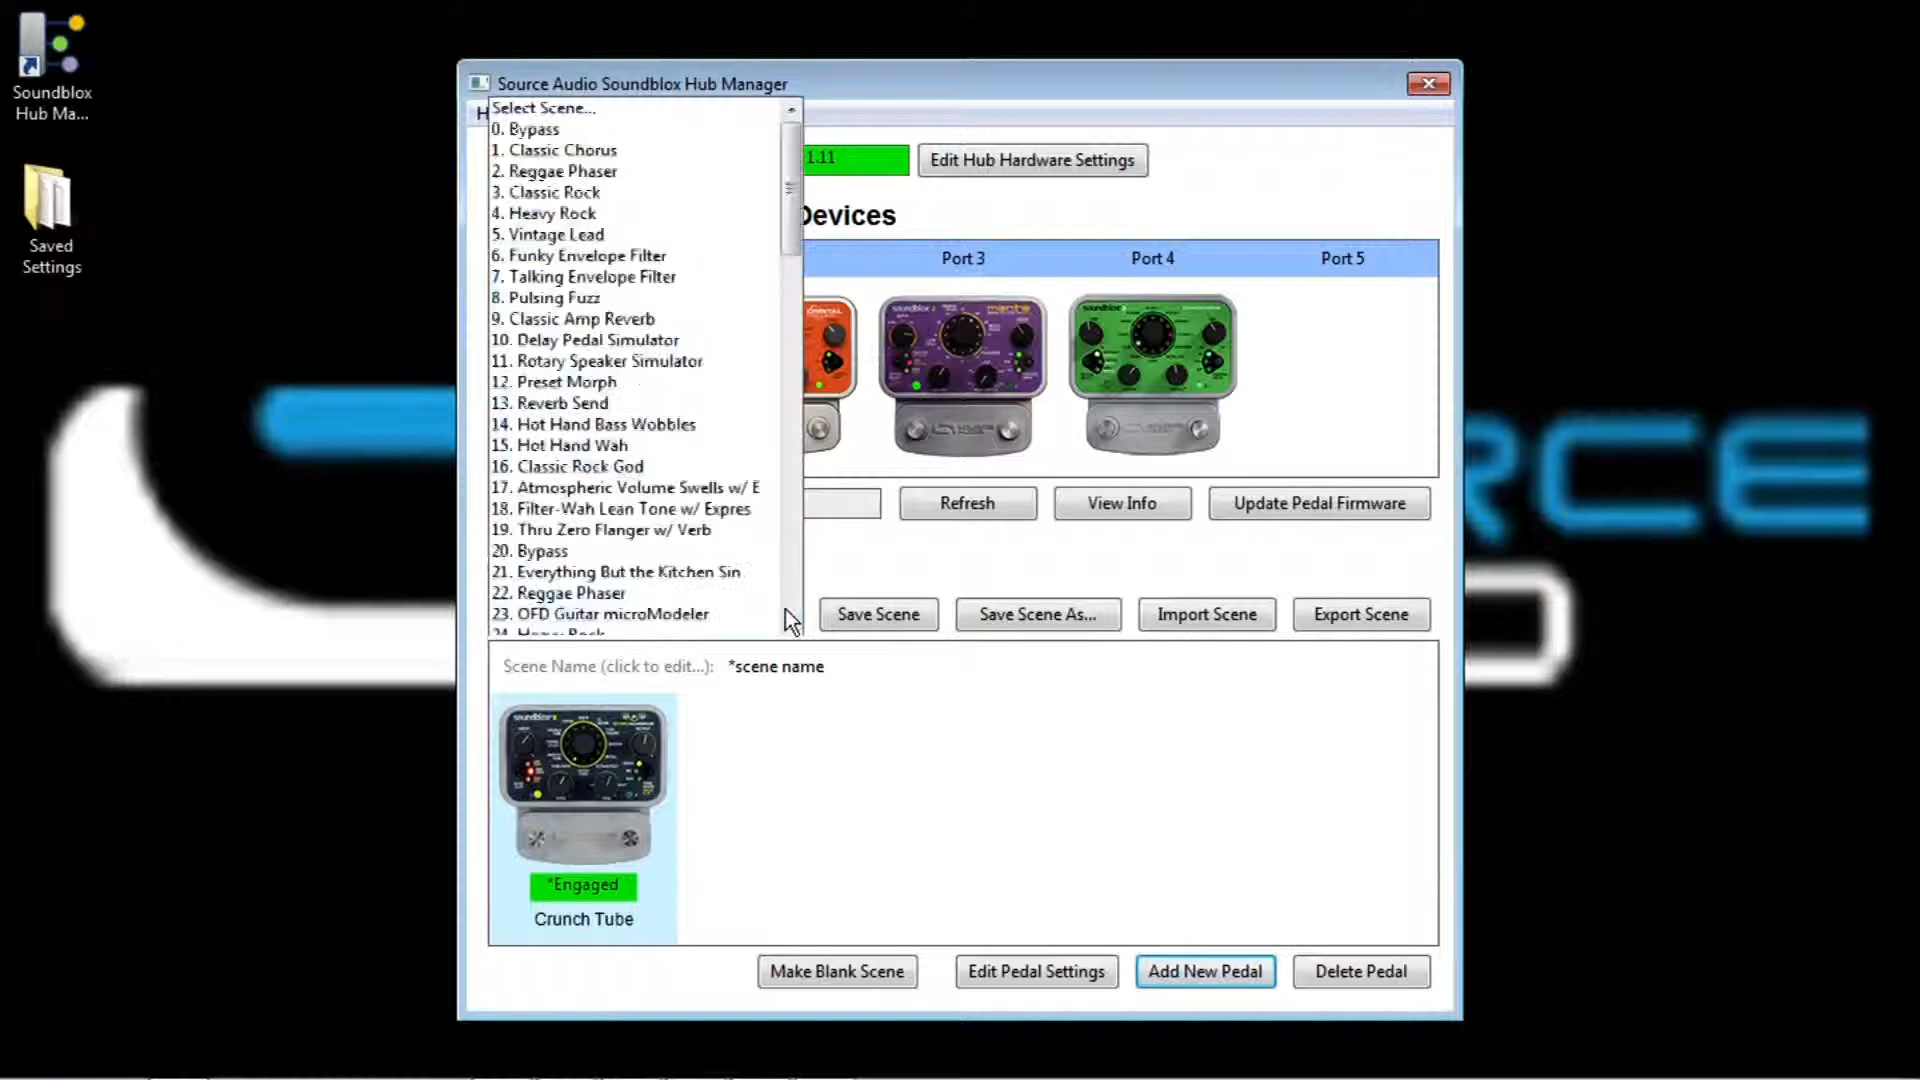 Soundblox
Hub Ma...
Saved
Settings
Source Audio Soundblox Hub Manager
H
Select Scene...
0. Bypass
1. Classic Chorus
2. Reggae Phaser
3. Classic Rock
4. Heavy Rock
5. Vintage Lead
6. Funky Envelope Filter
7. Talking Envelope Filter
8. Pulsing Fuzz
9. Classic Amp Reverb
10. Delay Pedal Simulator
11. Rotary Speaker Simulator
12. Preset Morph
13. Reverb Send
14. Hot Hand Bass Wobbles
15. Hot Hand Wah
16. Classic Rock God
17. Atmospheric Volume Swells w/ E
18. Filter-Wah Lean Tone w/ Expres
19. Thru Zero Flanger w/ Verb
20. Bypass
21. Everything But the Kitchen Sin
22. Reggae Phaser
23. OFD Guitar microModeler
24. Heavy Rock
1.11
Edit Hub Hardware Settings
Devices
Port 3
Port 4
Port 5
Refresh
View Info
Update Pedal Firmware
Save Scene
Save Scene As...
Import Scene
Export Scene
Scene Name (click to edit...): *scene name
*Engaged
Crunch Tube
Make Blank Scene
Edit Pedal Settings
Add New Pedal
Delete Pedal
RCE